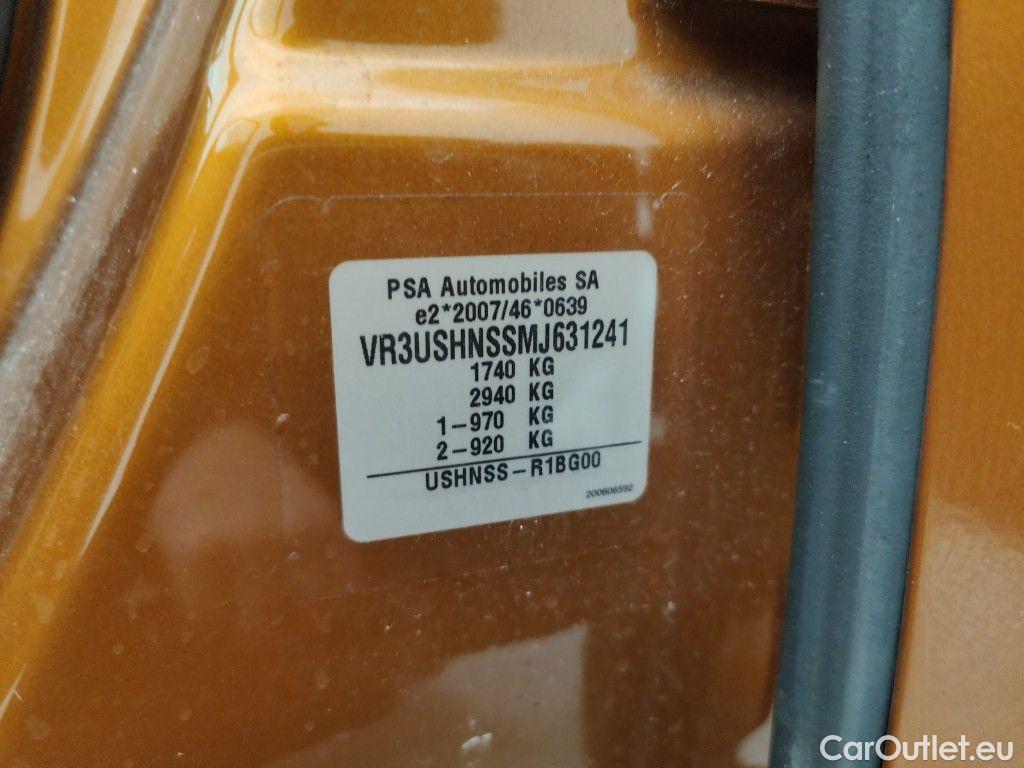 PSA Automobiles SA
e2*2007/46*0639
VR3USHNSSMJ631241
1740 KG
2940 KG
1-970 KG
2-920 KG
USHNSS-R1BG00
200606592
CarOutlet.eu